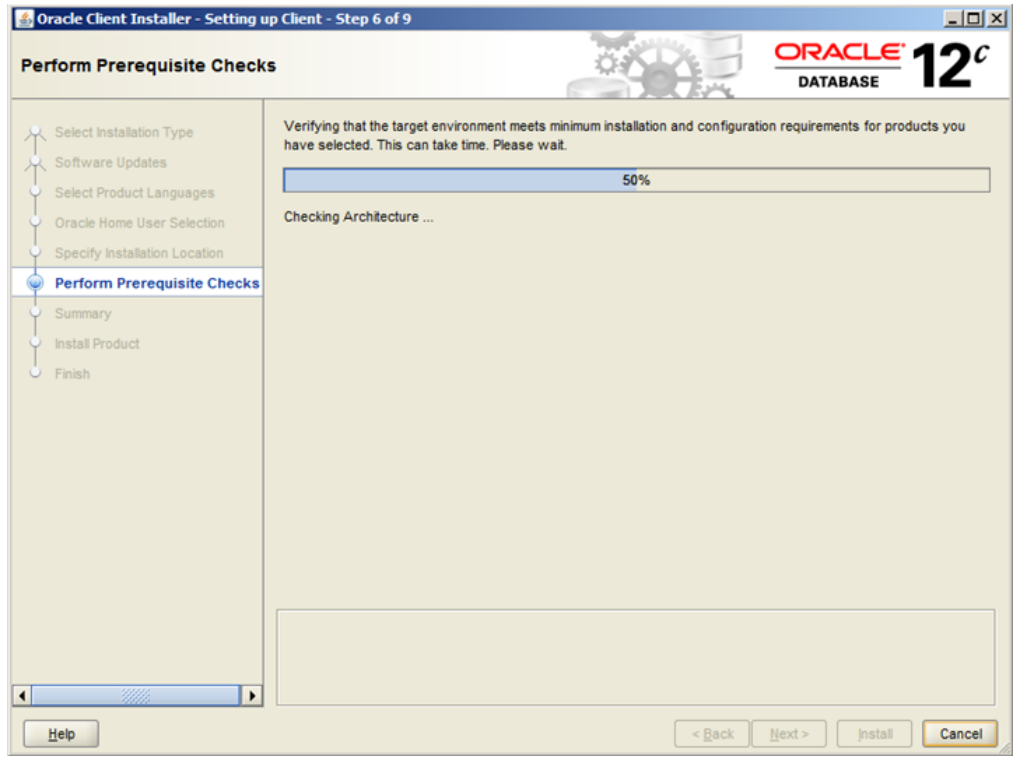 Oracle Client Installer - Setting up Client - Step 6 of 9
Perform Prerequisite Checks
ORACLE
DATABASE
12c
Select Installation Type
Software Updates
Select Product Languages
Oracle Home User Selection
Specify Installation Location
Perform Prerequisite Checks
Summary
Install Product
Finish
Verifying that the target environment meets minimum installation and configuration requirements for products you
have selected. This can take time. Please wait.
50%
Checking Architecture ...
Help
< Back
Next >
Install
Cancel